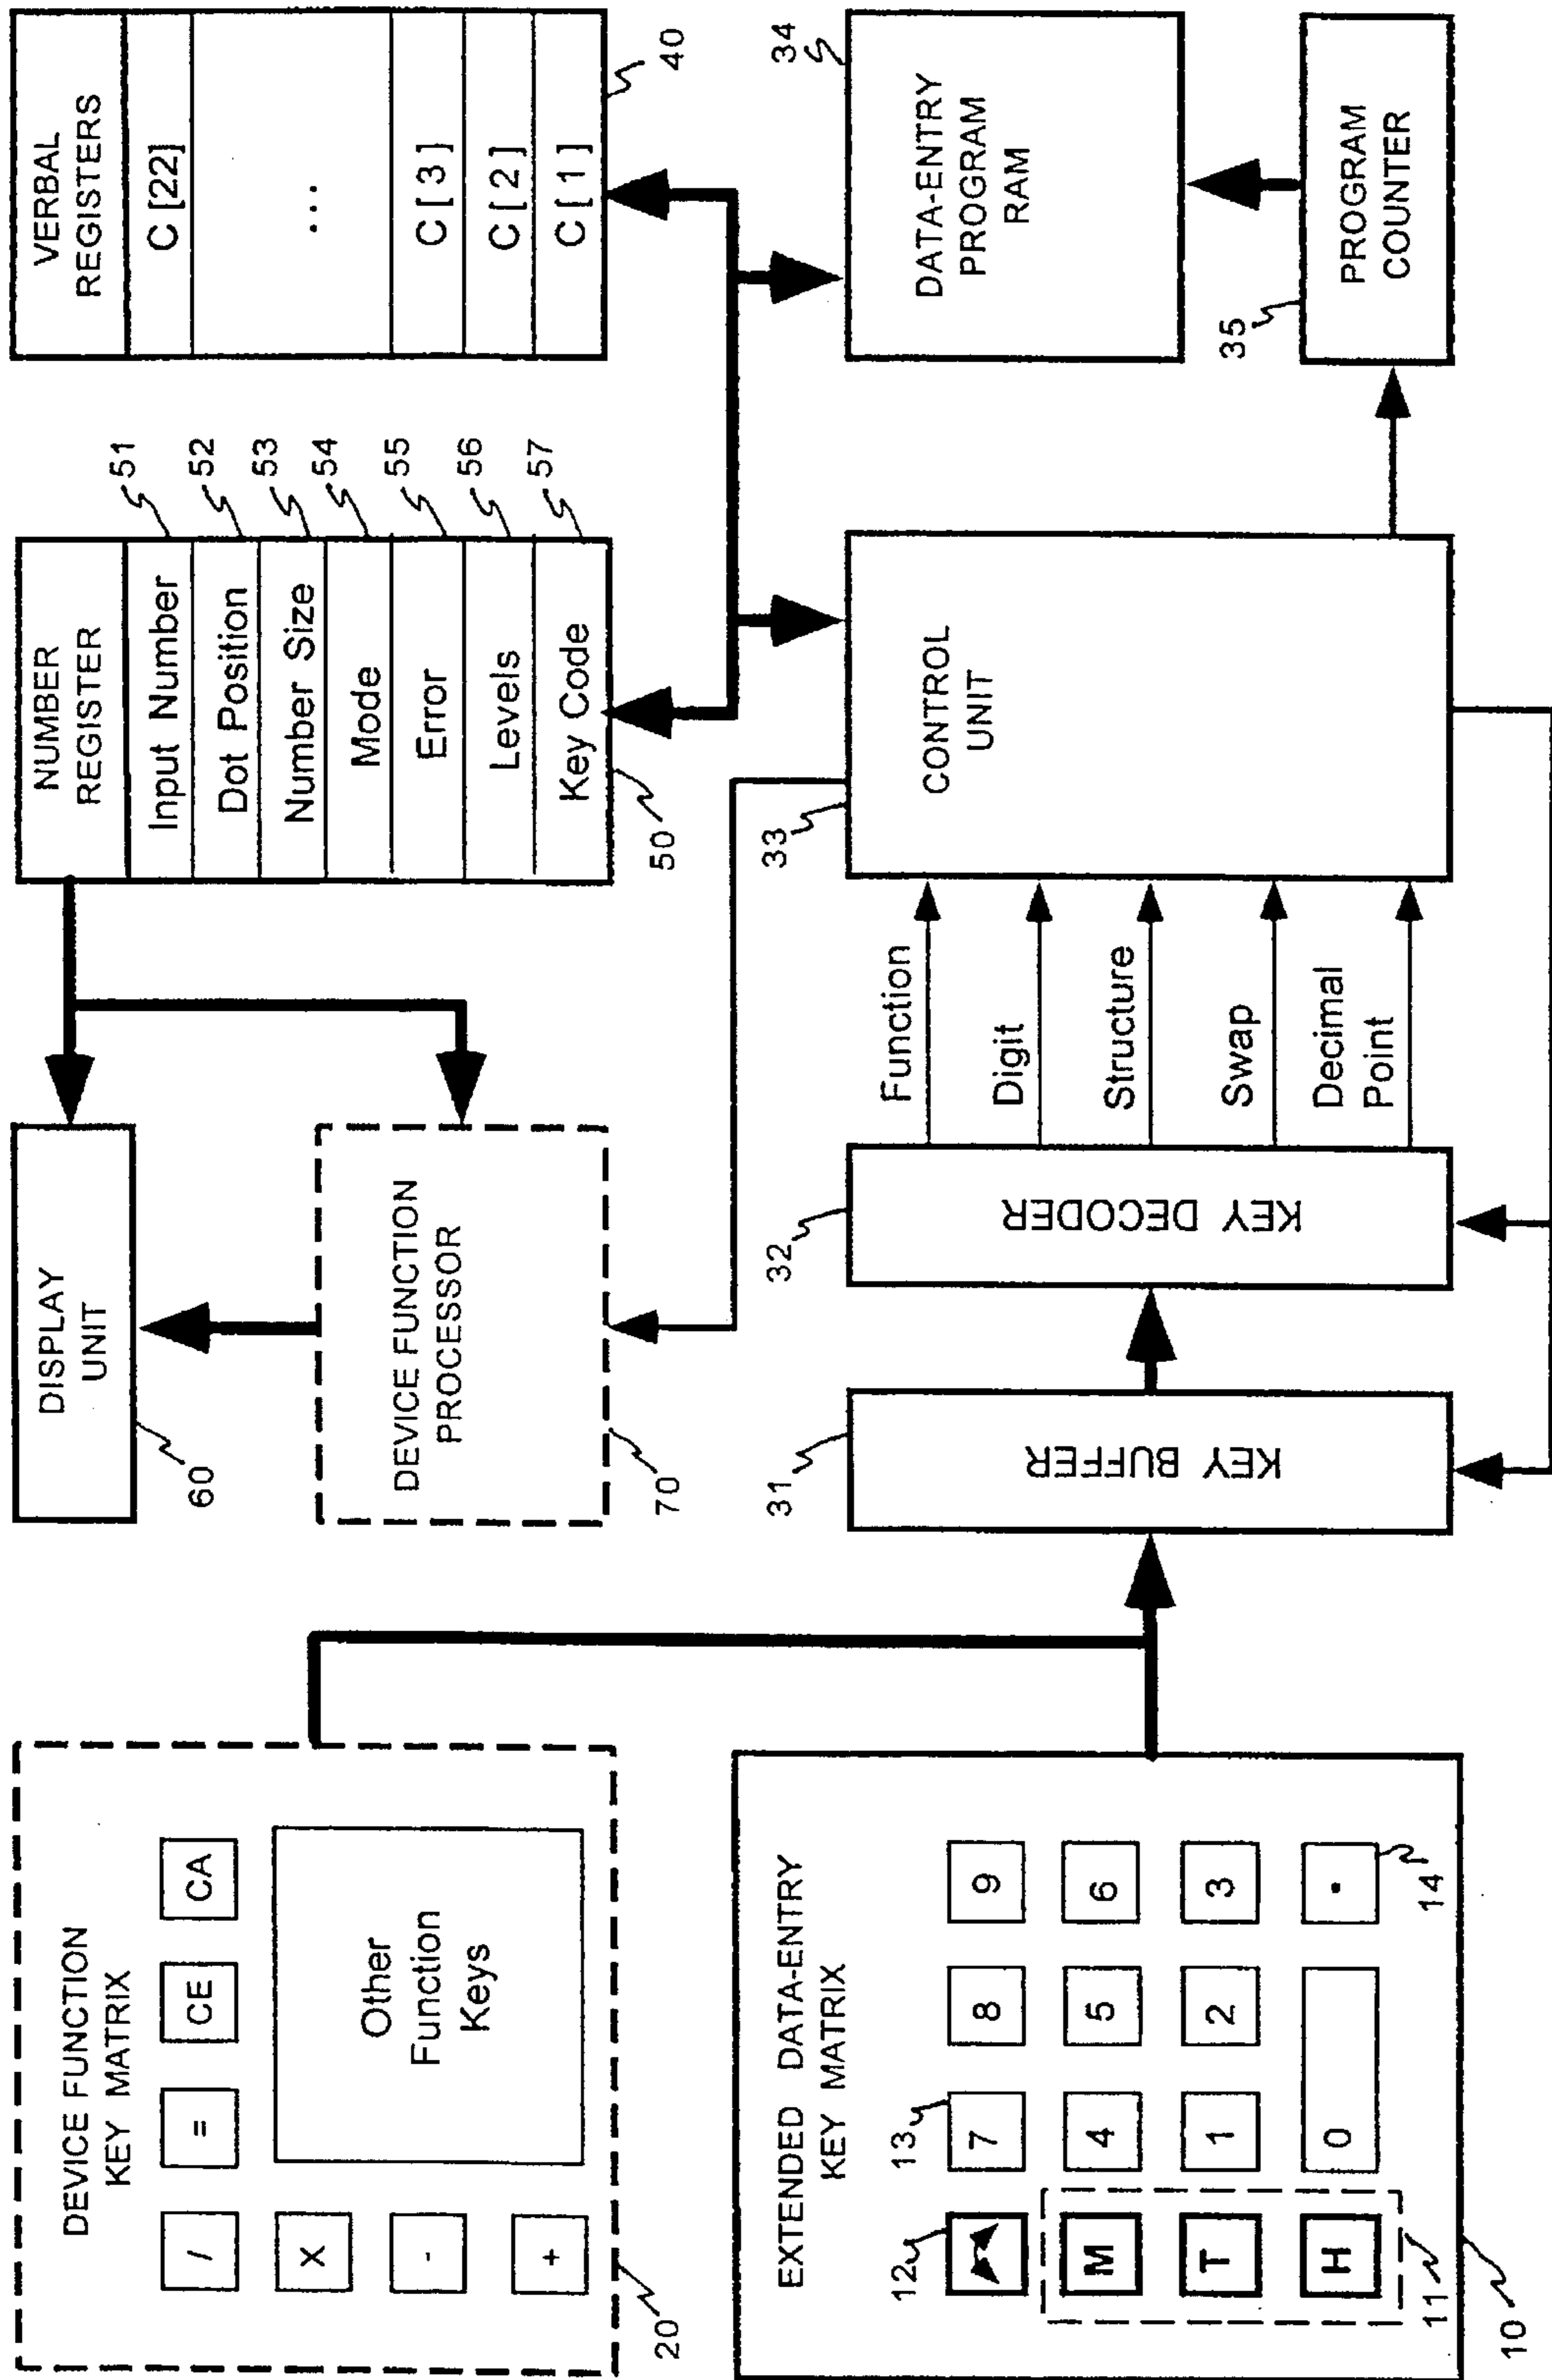 DEVICE FUNCTION
KEY MATRIX
/
=
CE
CA
X
-
+
Other
Function
Keys
20
EXTENDED DATA-ENTRY
KEY MATRIX
12
13
7
8
9
M
4
5
6
T
1
2
3
H
0
.
11
14
10
DISPLAY
UNIT
60
DEVICE FUNCTION
PROCESSOR
70
NUMBER
REGISTER
Input Number
51
Dot Position
52
Number Size
53
Mode
54
Error
55
Levels
56
Key Code
57
50
VERBAL
REGISTERS
C [22]
...
C [ 3 ]
C [ 2 ]
C [ 1 ]
40
31
KEY BUFFER
32
KEY DECODER
Function
Digit
Structure
Swap
Decimal
Point
33
CONTROL
UNIT
34
DATA-ENTRY
PROGRAM
RAM
35
PROGRAM
COUNTER